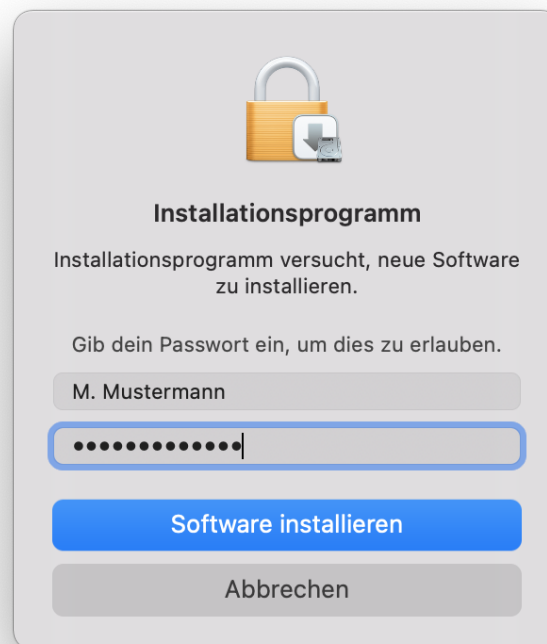 Installationsprogramm
Installationsprogramm versucht, neue Software
zu installieren.
Gib dein Passwort ein, um dies zu erlauben.
M. Mustermann
•••••••••••••
Software installieren
Abbrechen